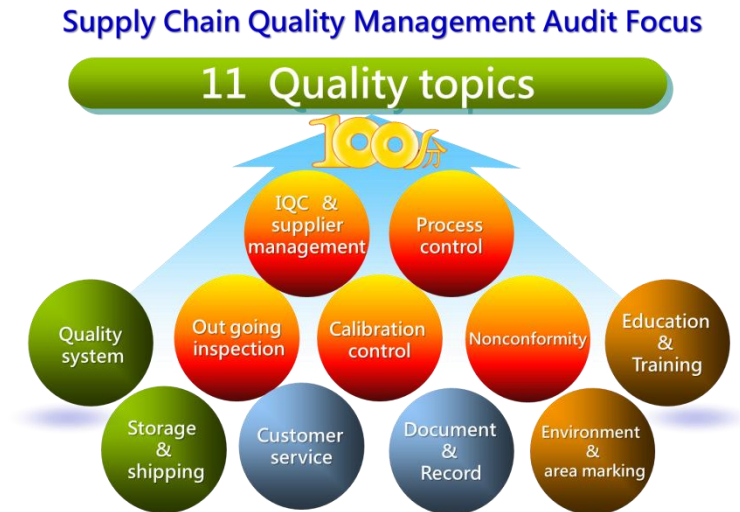 Supply Chain Quality Management Audit Focus
11 Quality topics
100分
IQC &
supplier
management
Process
control
Quality
system
Out going
inspection
Calibration
control
Nonconformity
Education
&
Training
Storage
&
shipping
Customer
service
Document
&
Record
Environment
&
area marking